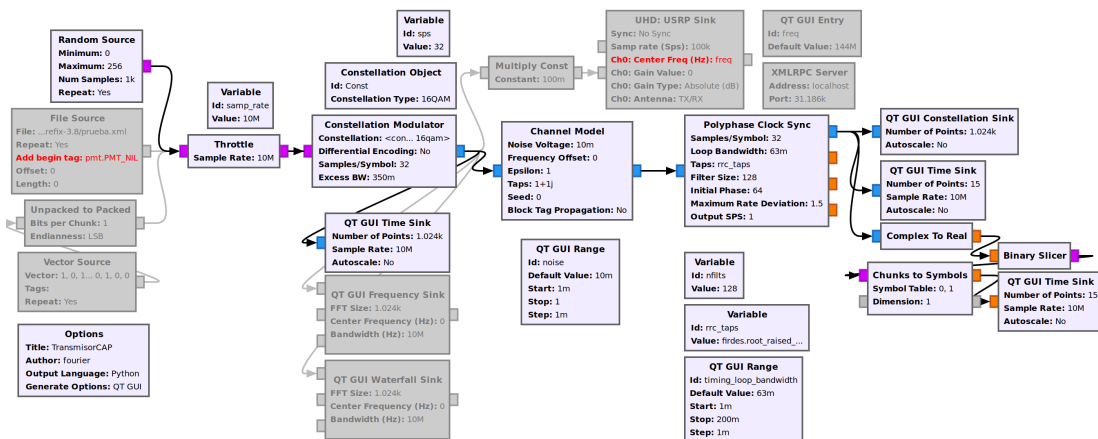 Random Source
Minimum: 0
Maximum: 256
Num Samples: 1k
Repeat: Yes
File Source
File: ...refix-3.8/prueba.xml
Repeat: Yes
Add begin tag: pmt.PMT_NIL
Offset: 0
Length: 0
Unpacked to Packed
Bits per Chunk: 1
Endianness: LSB
Vector Source
Vector: 1, 0, 1... 0, 1, 0, 0
Tags:
Repeat: Yes
Options
Title: TransmisorCAP
Author: fourier
Output Language: Python
Generate Options: QT GUI
Variable
Id: samp_rate
Value: 10M
Throttle
Sample Rate: 10M
Variable
Id: sps
Value: 32
Constellation Object
Id: Const
Constellation Type: 16QAM
Constellation Modulator
Constellation: <con... 16qam>
Differential Encoding: No
Samples/Symbol: 32
Excess BW: 350m
QT GUI Time Sink
Number of Points: 1.024k
Sample Rate: 10M
Autoscale: No
QT GUI Frequency Sink
FFT Size: 1.024k
Center Frequency (Hz): 0
Bandwidth (Hz): 10M
QT GUI Waterfall Sink
FFT Size: 1.024k
Center Frequency (Hz): 0
Bandwidth (Hz): 10M
Multiply Const
Constant: 100m
Channel Model
Noise Voltage: 10m
Frequency Offset: 0
Epsilon: 1
Taps: 1+1j
Seed: 0
Block Tag Propagation: No
QT GUI Range
Id: noise
Default Value: 10m
Start: 1m
Stop: 1
Step: 1m
UHD: USRP Sink
Sync: No Sync
Samp rate (Sps): 100k
Ch0: Center Freq (Hz): freq
Ch0: Gain Value: 0
Ch0: Gain Type: Absolute (dB)
Ch0: Antenna: TX/RX
QT GUI Entry
Id: freq
Default Value: 144M
XMLRPC Server
Address: localhost
Port: 31.186k
Polyphase Clock Sync
Samples/Symbol: 32
Loop Bandwidth: 63m
Taps: rrc_taps
Filter Size: 128
Initial Phase: 64
Maximum Rate Deviation: 1.5
Output SPS: 1
Variable
Id: nfilts
Value: 128
Variable
Id: rrc_taps
Value: firdes.root_raised_...
QT GUI Range
Id: timing_loop_bandwidth
Default Value: 63m
Start: 1m
Stop: 200m
Step: 1m
QT GUI Constellation Sink
Number of Points: 1.024k
Autoscale: No
QT GUI Time Sink
Number of Points: 15
Sample Rate: 10M
Autoscale: No
Complex To Real
Binary Slicer
Chunks to Symbols
Symbol Table: 0, 1
Dimension: 1
QT GUI Time Sink
Number of Points: 15
Sample Rate: 10M
Autoscale: No